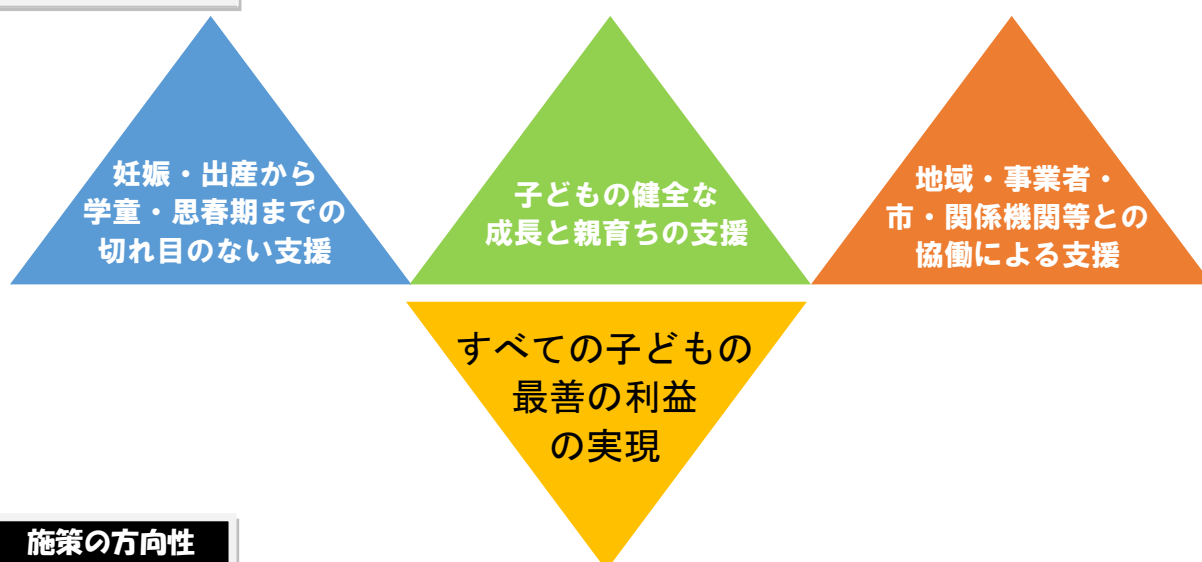 妊娠・出産から
学童・思春期までの
切れ目のない支援
子どもの健全な
成長と親育ちの支援
地域・事業者・
市・関係機関等との
協働による支援
すべての子どもの
最善の利益
の実現
施策の方向性